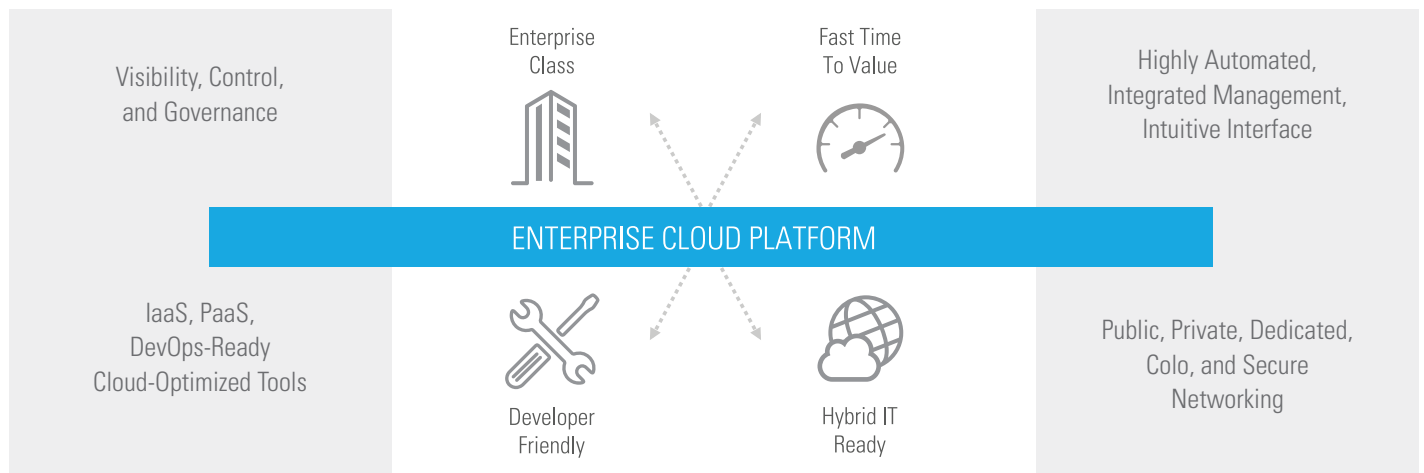 Visibility, Control,
and Governance
Enterprise
Class
Fast Time
To Value
Highly Automated,
Integrated Management,
Intuitive Interface
ENTERPRISE CLOUD PLATFORM
IaaS, PaaS,
DevOps-Ready
Cloud-Optimized Tools
Developer
Friendly
Hybrid IT
Ready
Public, Private, Dedicated,
Colo, and Secure
Networking